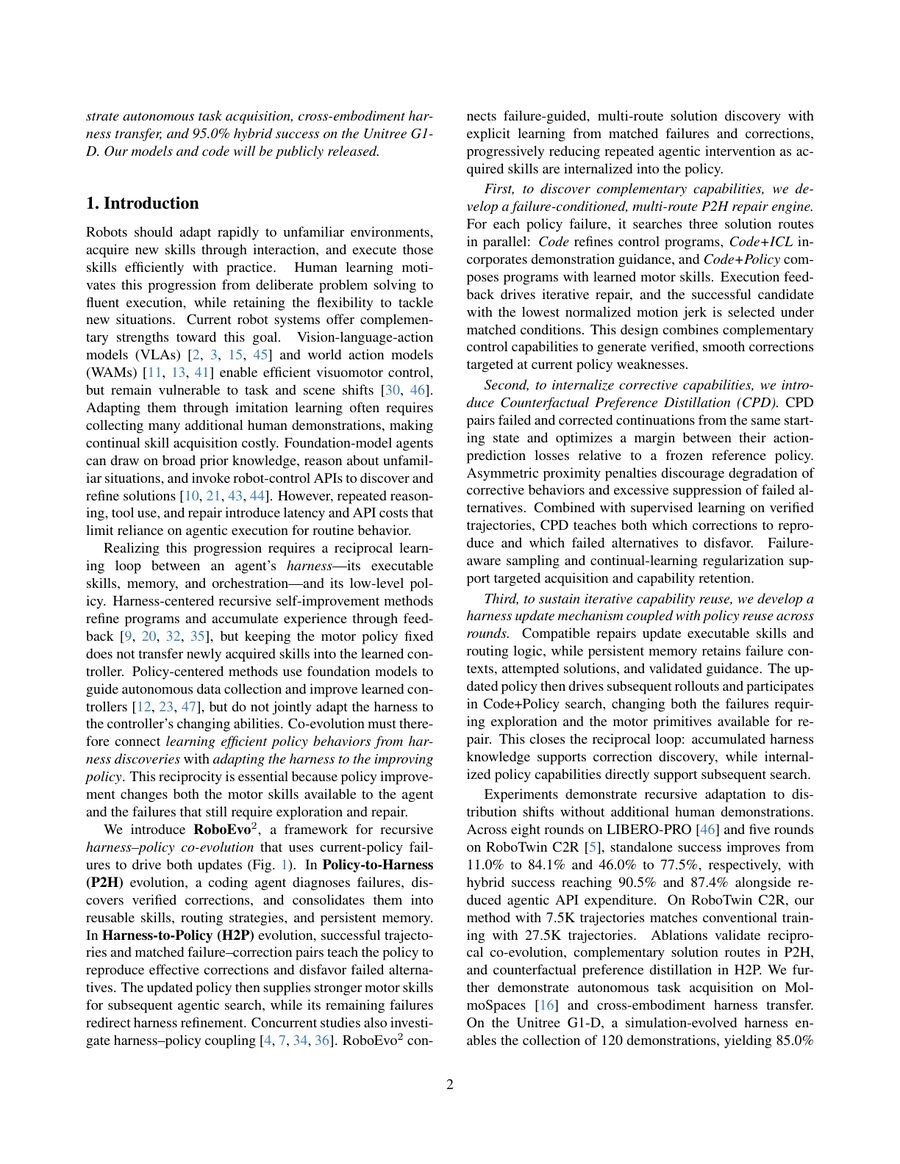 strate autonomous task acquisition, cross-embodiment har-
ness transfer, and 95.0% hybrid success on the Unitree G1-
D. Our models and code will be publicly released.
1. Introduction
Robots should adapt rapidly to unfamiliar environments,
acquire new skills through interaction, and execute those
skills efficiently with practice. Human learning moti-
vates this progression from deliberate problem solving to
fluent execution, while retaining the flexibility to tackle
new situations. Current robot systems offer complemen-
tary strengths toward this goal. Vision-language-action
models (VLAs) [2, 3, 15, 45] and world action models
(WAMs) [11, 13, 41] enable efficient visuomotor control,
but remain vulnerable to task and scene shifts [30, 46].
Adapting them through imitation learning often requires
collecting many additional human demonstrations, making
continual skill acquisition costly. Foundation-model agents
can draw on broad prior knowledge, reason about unfamil-
iar situations, and invoke robot-control APIs to discover and
refine solutions [10, 21, 43, 44]. However, repeated reason-
ing, tool use, and repair introduce latency and API costs that
limit reliance on agentic execution for routine behavior.
Realizing this progression requires a reciprocal learn-
ing loop between an agent's harness—its executable
skills, memory, and orchestration—and its low-level pol-
icy. Harness-centered recursive self-improvement methods
refine programs and accumulate experience through feed-
back [9, 20, 32, 35], but keeping the motor policy fixed
does not transfer newly acquired skills into the learned con-
troller. Policy-centered methods use foundation models to
guide autonomous data collection and improve learned con-
trollers [12, 23, 47], but do not jointly adapt the harness to
the controller's changing abilities. Co-evolution must there-
fore connect learning efficient policy behaviors from har-
ness discoveries with adapting the harness to the improving
policy. This reciprocity is essential because policy improve-
ment changes both the motor skills available to the agent
and the failures that still require exploration and repair.
We introduce RoboEvo², a framework for recursive
harness–policy co-evolution that uses current-policy fail-
ures to drive both updates (Fig. 1). In Policy-to-Harness
(P2H) evolution, a coding agent diagnoses failures, dis-
covers verified corrections, and consolidates them into
reusable skills, routing strategies, and persistent memory.
In Harness-to-Policy (H2P) evolution, successful trajecto-
ries and matched failure–correction pairs teach the policy to
reproduce effective corrections and disfavor failed alterna-
tives. The updated policy then supplies stronger motor skills
for subsequent agentic search, while its remaining failures
redirect harness refinement. Concurrent studies also investi-
gate harness–policy coupling [4, 7, 34, 36]. RoboEvo² con-
nects failure-guided, multi-route solution discovery with
explicit learning from matched failures and corrections,
progressively reducing repeated agentic intervention as ac-
quired skills are internalized into the policy.
First, to discover complementary capabilities, we de-
velop a failure-conditioned, multi-route P2H repair engine.
For each policy failure, it searches three solution routes
in parallel: Code refines control programs, Code+ICL in-
corporates demonstration guidance, and Code+Policy com-
poses programs with learned motor skills. Execution feed-
back drives iterative repair, and the successful candidate
with the lowest normalized motion jerk is selected under
matched conditions. This design combines complementary
control capabilities to generate verified, smooth corrections
targeted at current policy weaknesses.
Second, to internalize corrective capabilities, we intro-
duce Counterfactual Preference Distillation (CPD). CPD
pairs failed and corrected continuations from the same start-
ing state and optimizes a margin between their action-
prediction losses relative to a frozen reference policy.
Asymmetric proximity penalties discourage degradation of
corrective behaviors and excessive suppression of failed al-
ternatives. Combined with supervised learning on verified
trajectories, CPD teaches both which corrections to repro-
duce and which failed alternatives to disfavor. Failure-
aware sampling and continual-learning regularization sup-
port targeted acquisition and capability retention.
Third, to sustain iterative capability reuse, we develop a
harness update mechanism coupled with policy reuse across
rounds. Compatible repairs update executable skills and
routing logic, while persistent memory retains failure con-
texts, attempted solutions, and validated guidance. The up-
dated policy then drives subsequent rollouts and participates
in Code+Policy search, changing both the failures requir-
ing exploration and the motor primitives available for re-
pair. This closes the reciprocal loop: accumulated harness
knowledge supports correction discovery, while internal-
ized policy capabilities directly support subsequent search.
Experiments demonstrate recursive adaptation to dis-
tribution shifts without additional human demonstrations.
Across eight rounds on LIBERO-PRO [46] and five rounds
on RoboTwin C2R [5], standalone success improves from
11.0% to 84.1% and 46.0% to 77.5%, respectively, with
hybrid success reaching 90.5% and 87.4% alongside re-
duced agentic API expenditure. On RoboTwin C2R, our
method with 7.5K trajectories matches conventional train-
ing with 27.5K trajectories. Ablations validate recipro-
cal co-evolution, complementary solution routes in P2H,
and counterfactual preference distillation in H2P. We fur-
ther demonstrate autonomous task acquisition on Mol-
moSpaces [16] and cross-embodiment harness transfer.
On the Unitree G1-D, a simulation-evolved harness en-
ables the collection of 120 demonstrations, yielding 85.0%
2